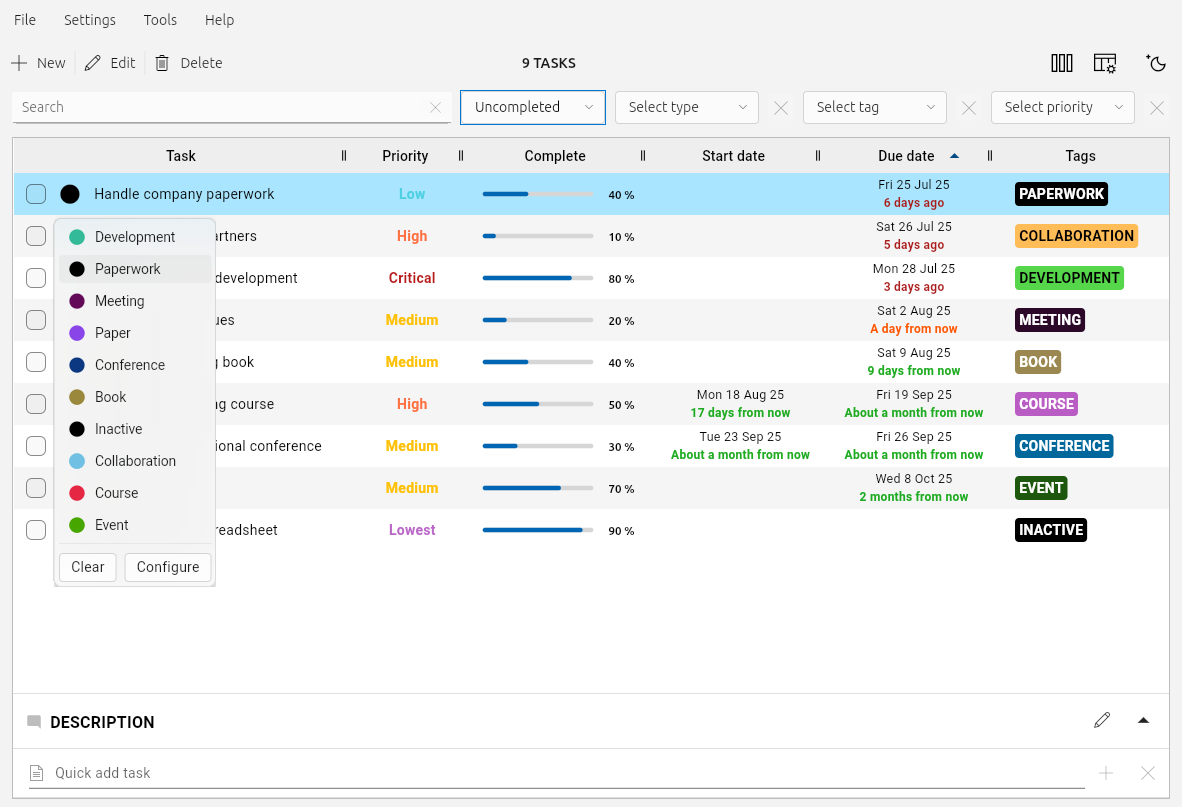 File Settings Tools Help
New Edit Delete 9 TASKS
Search Uncompleted Select type Select tag Select priority
Task Priority Complete Start date Due date Tags
Handle company paperwork Low 40 % Fri 25 Jul 25 PAPERWORK
6 days ago
Development artners High 10 % Sat 26 Jul 25 COLLABORATION
5 days ago
Paperwork development Critical 80 % Mon 28 Jul 25 DEVELOPMENT
3 days ago
Meeting ues Medium 20 % Sat 2 Aug 25 MEETING
A day from now
Paper
Conference book Medium 40 % Sat 9 Aug 25 BOOK
9 days from now
Book g course High 50 % Mon 18 Aug 25 Fri 19 Sep 25 COURSE
17 days from now About a month from now
Inactive ional conference Medium 30 % Tue 23 Sep 25 Fri 26 Sep 25 CONFERENCE
About a month from now About a month from now
Collaboration
Course Medium 70 % Wed 8 Oct 25 EVENT
2 months from now
Event readsheet Lowest 90 % INACTIVE
Clear Configure
DESCRIPTION
Quick add task